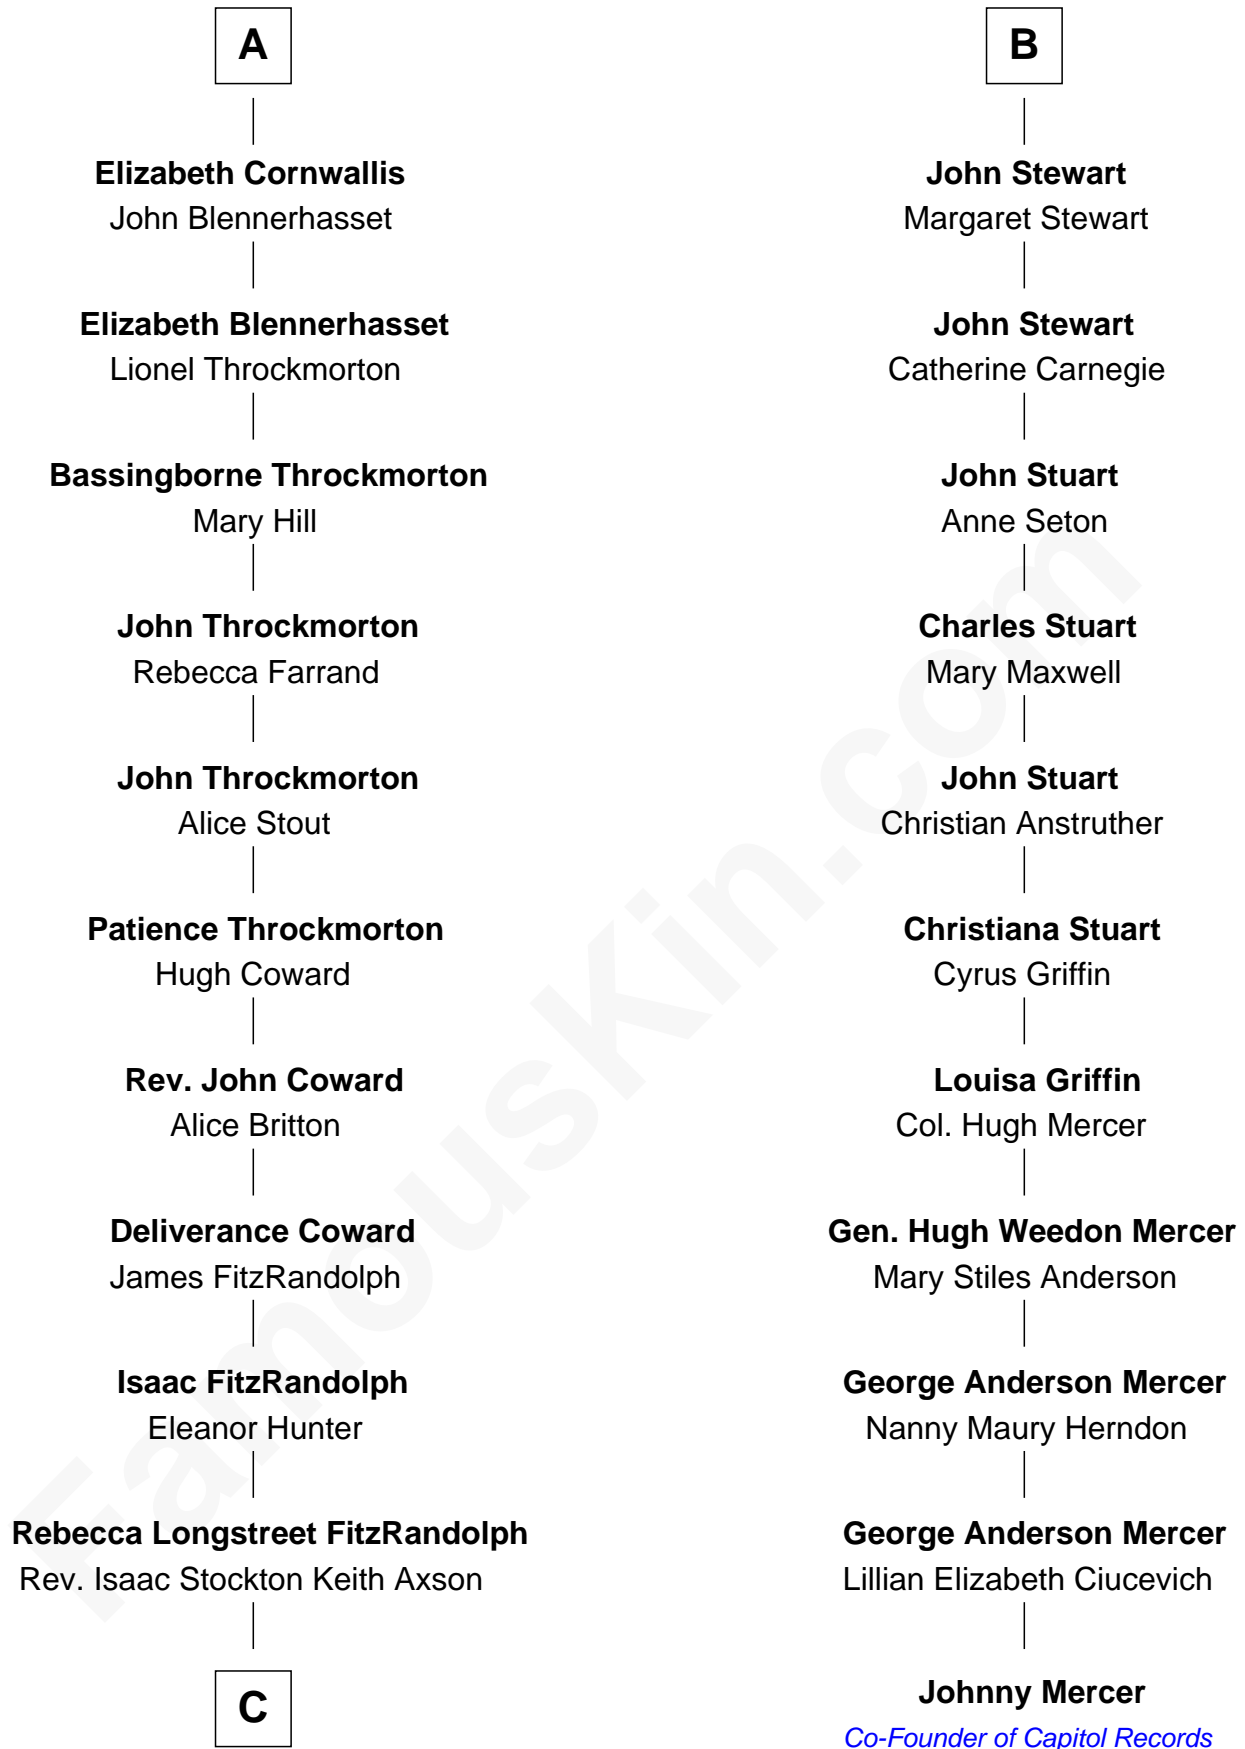 A
Elizabeth Cornwallis
John Blennerhasset
Elizabeth Blennerhasset
Lionel Throckmorton
Bassingborne Throckmorton
Mary Hill
John Throckmorton
Rebecca Farrand
John Throckmorton
Alice Stout
Patience Throckmorton
Hugh Coward
Rev. John Coward
Alice Britton
Deliverance Coward
James FitzRandolph
Isaac FitzRandolph
Eleanor Hunter
Rebecca Longstreet FitzRandolph
Rev. Isaac Stockton Keith Axson
C
B
John Stewart
Margaret Stewart
John Stewart
Catherine Carnegie
John Stuart
Anne Seton
Charles Stuart
Mary Maxwell
John Stuart
Christian Anstruther
Christiana Stuart
Cyrus Griffin
Louisa Griffin
Col. Hugh Mercer
Gen. Hugh Weedon Mercer
Mary Stiles Anderson
George Anderson Mercer
Nanny Maury Herndon
George Anderson Mercer
Lillian Elizabeth Ciucevich
Johnny Mercer
Co-Founder of Capitol Records
FamousKin.com